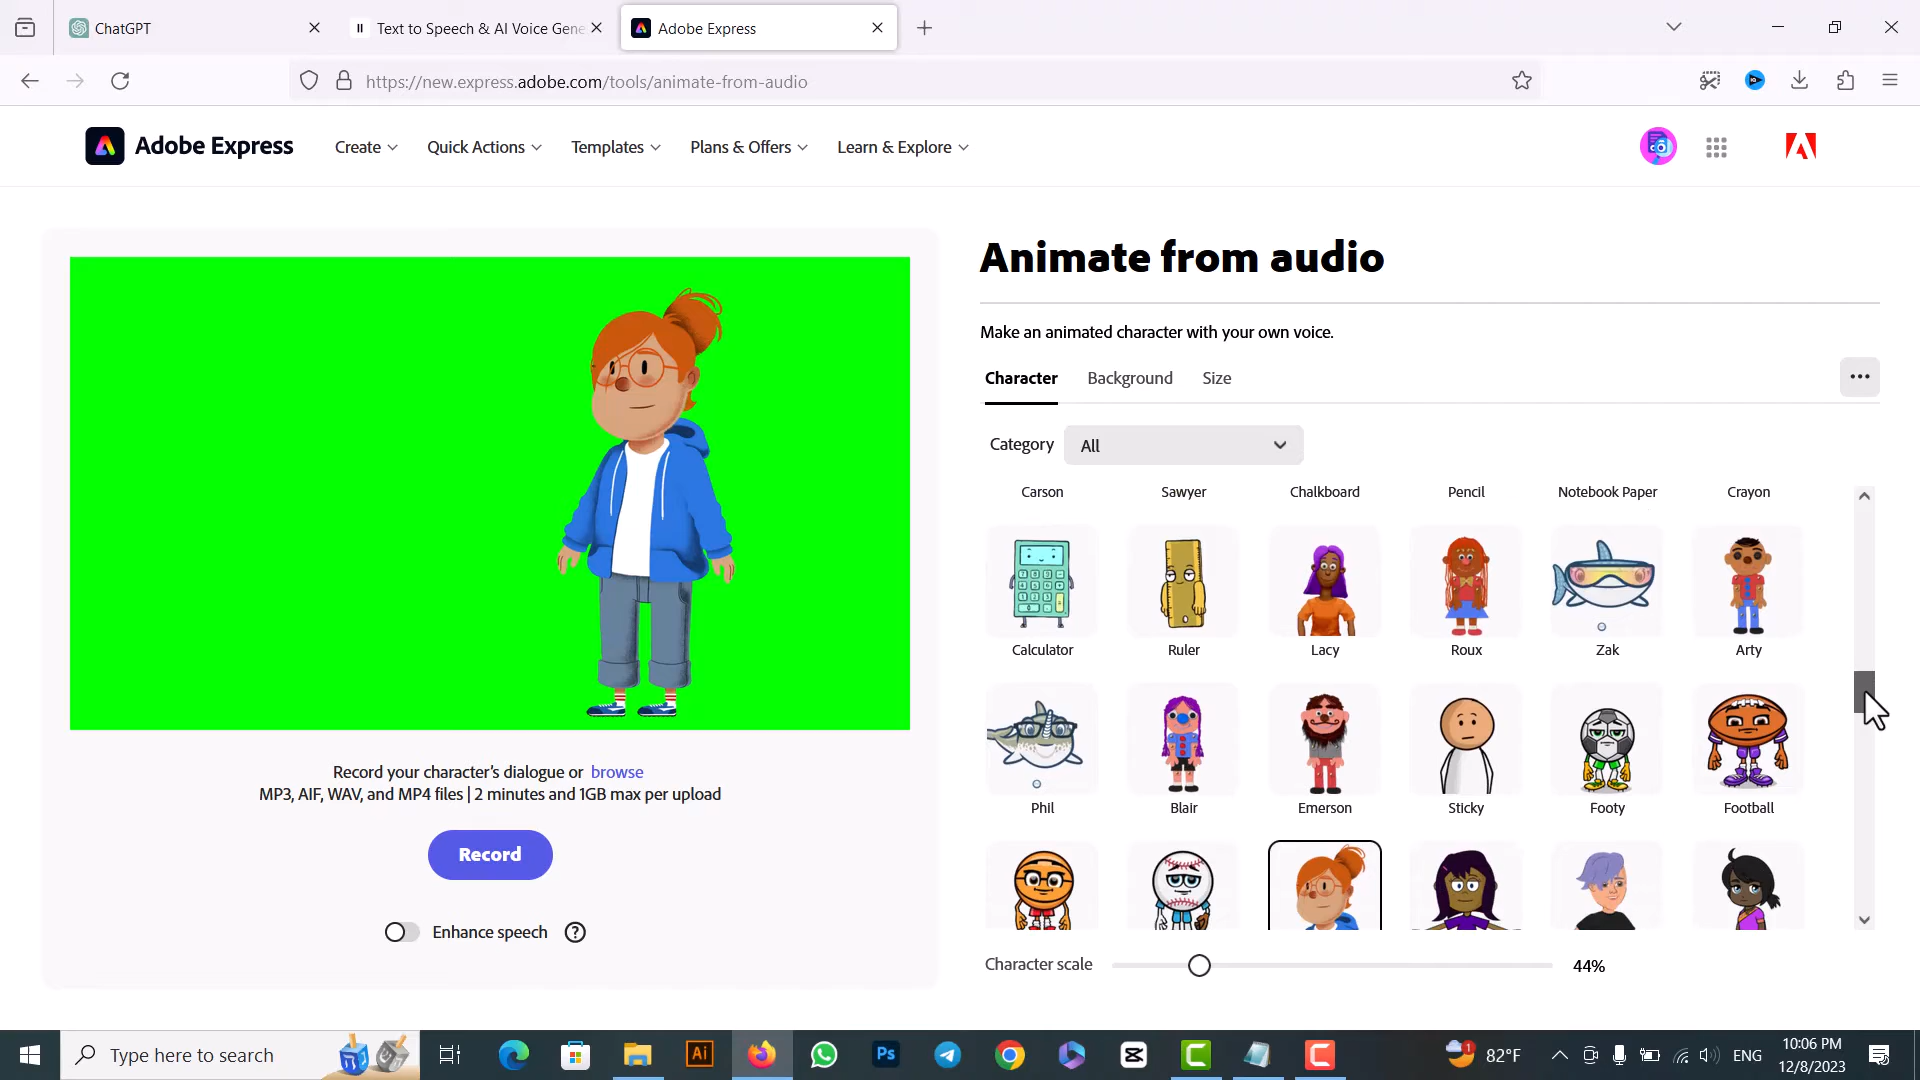 ChatGPT
Text to Speech & AI Voice Gene
Adobe Express
https://new.express.adobe.com/tools/animate-from-audio
Adobe Express
Create
Quick Actions
Templates
Plans & Offers
Learn & Explore
Animate from audio
Make an animated character with your own voice.
Character
Background
Size
Category
All
Carson
Sawyer
Chalkboard
Pencil
Notebook Paper
Crayon
Calculator
Ruler
Lacy
Roux
Zak
Arty
Phil
Blair
Emerson
Sticky
Footy
Football
Character scale
44%
Record your character's dialogue or browse
MP3, AIF, WAV, and MP4 files | 2 minutes and 1GB max per upload
Record
Enhance speech
Type here to search
Ai
Ps
1
82°F
ENG
10:06 PM
12/8/2023